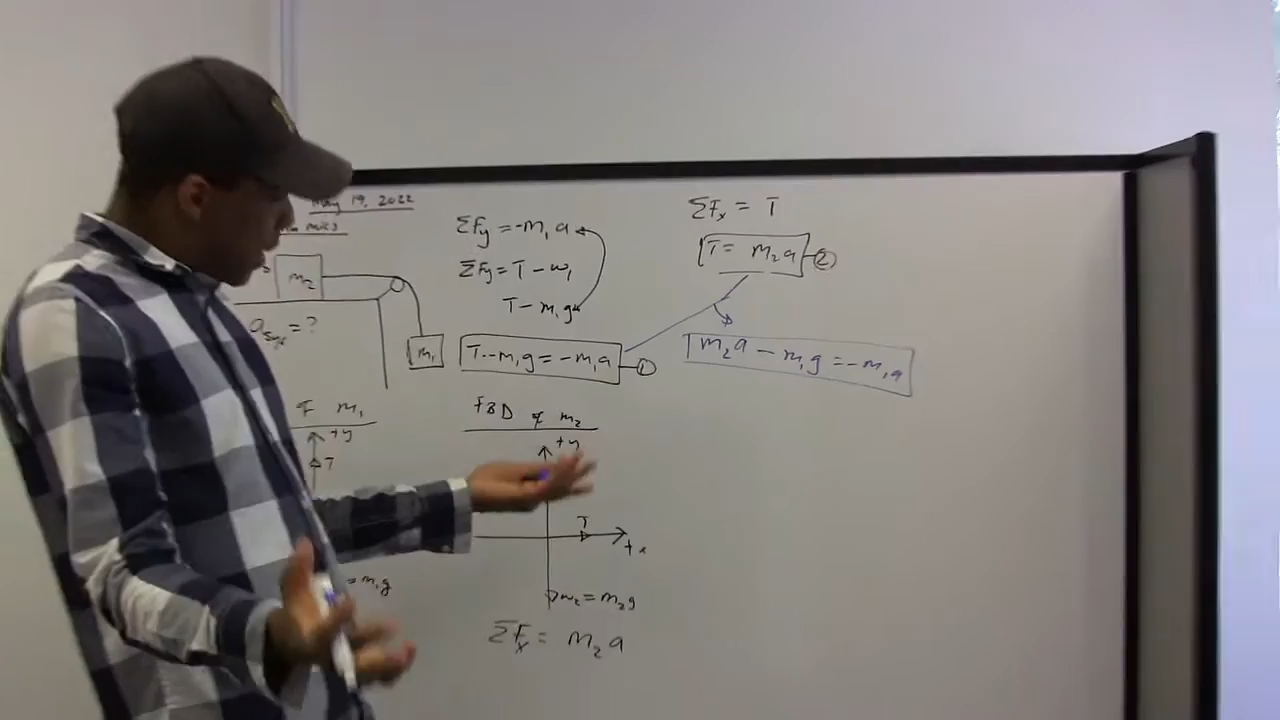 May 19, 2022
m₂
a_sys = ?
m₁
of m₁
+y
T
= m₁g
ΣFy = -m₁a
ΣFy = T - w₁
T - m₁g
T - m₁g = -m₁a ①
FBD of m₂
+y
T
+x
w₂ = m₂g
ΣFx = m₂a
ΣFx = T
T = m₂a ②
m₂a - m₁g = -m₁a